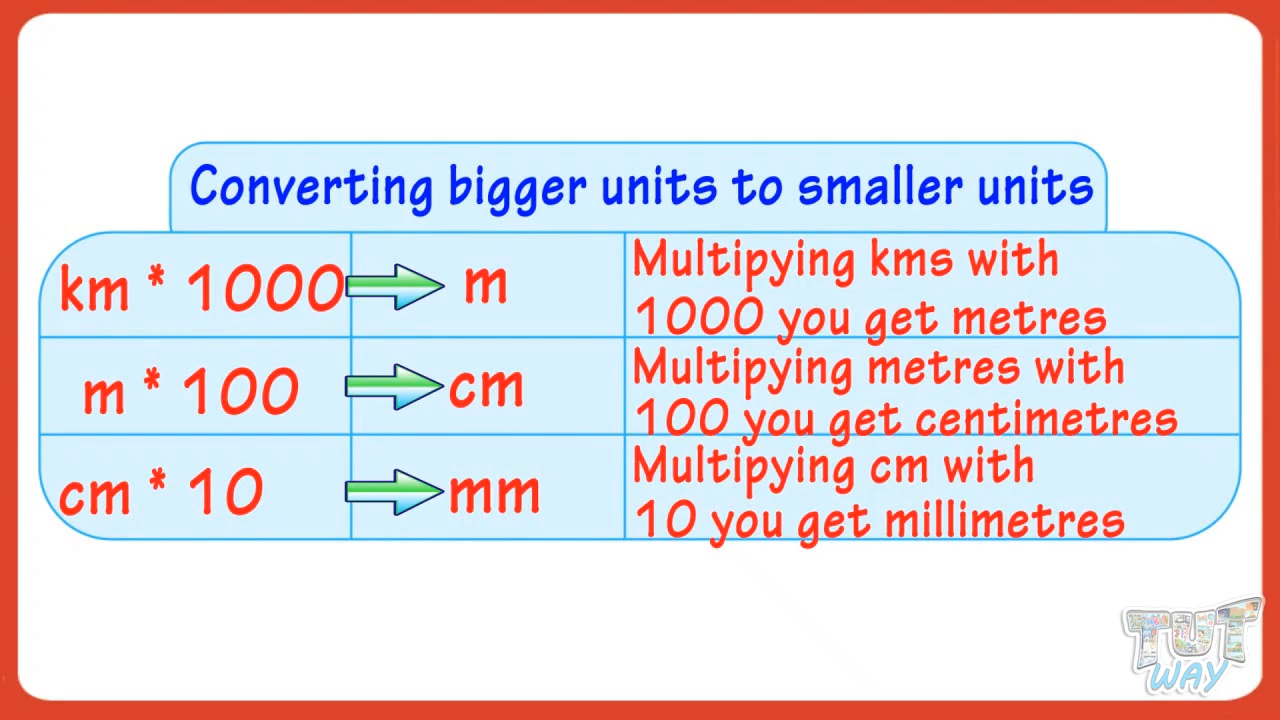 Converting bigger units to smaller units
km * 1000 m Multipying kms with
1000 you get metres
m * 100 cm Multipying metres with
100 you get centimetres
cm * 10 mm Multipying cm with
10 you get millimetres
TUT
WAY